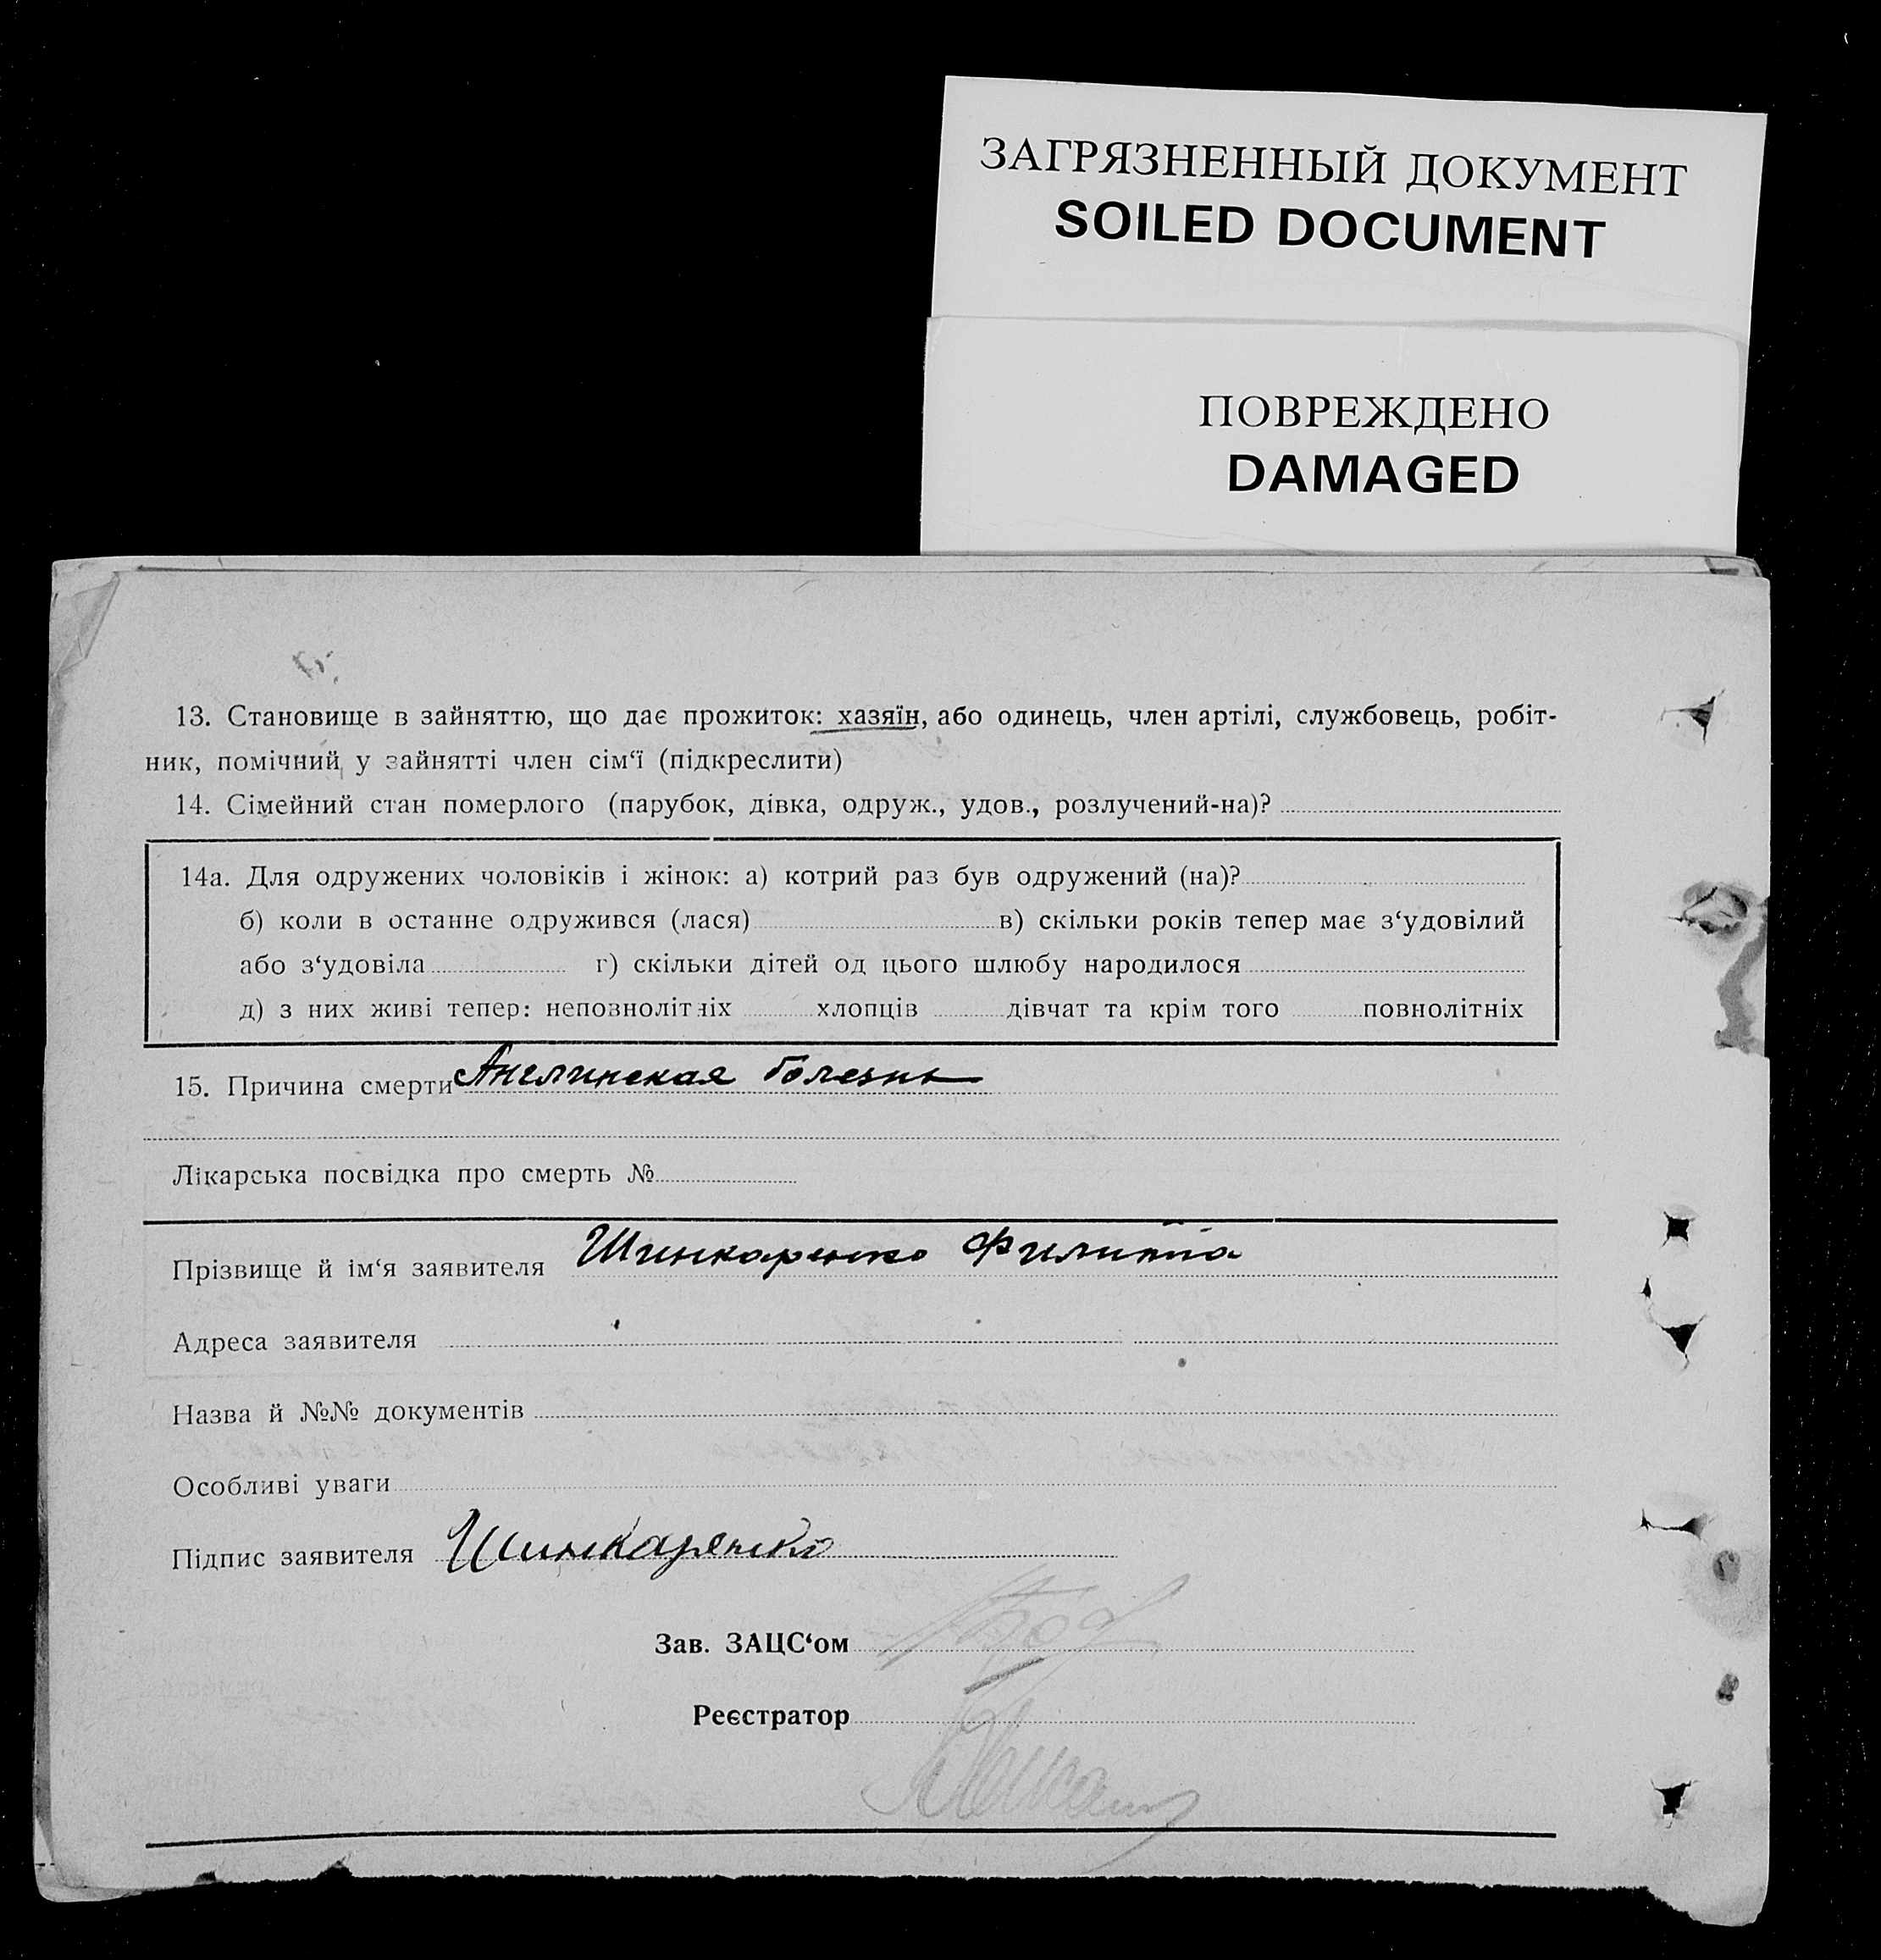 ЗАГРЯЗНЕННЫЙ ДОКУМЕНТ
SOILED DOCUMENT
ПОВРЕЖДЕНО
DAMAGED
13. Становище в зайняттю, що дає прожиток: хазяїн, або одинець, член артілі, службовець, робіт-
ник, помічний у зайнятті член сім‘ї (підкреслити)
14. Сімейний стан померлого (парубок, дівка, одруж., удов., розлучений-на)?
14а. Для одружених чоловіків і жінок: а) котрий раз був одружений (на)?
б) коли в останнє одружився (лася) в) скільки років тепер має з‘удовілий
або з‘удовіла г) скільки дітей од цього шлюбу народилося
д) з них живі тепер: неповнолітніх хлопців дівчат та крім того повнолітніх
15. Причина смерти Англинская болезнь
Лікарська посвідка про смерть №
Прізвище й ім‘я заявителя Шинкаренко Филиппа
Адреса заявителя
Назва й №№ документів
Особливі уваги
Підпис заявителя Шинкаренко
Зав. ЗАЦС‘ом
Реєстратор